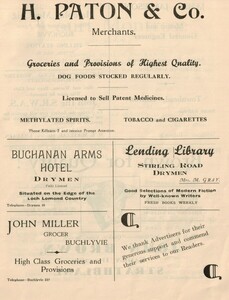 H. PATON & Co.
Merchants.
Groceries and Provisions of Highest Quality.
DOG FOODS STOCKED REGULARLY.
Licensed to Sell Patent Medicines.
METHYLATED SPIRITS.
TOBACCO and CIGARETTES
BUCHANAN ARMS
HOTEL
DRYMEN
Fully Licensed
Situated on the Edge of the
Loch Lomond Country
Lending Library
STIRLING ROAD
DRYMEN
Good Selections of Modern Fiction
by Well-known Writers
FRESH BOOKS WEEKLY
JOHN MILLER
GROCER
BUCHLYVIE
High Class Groceries and
Provisions
We thank Advertisers for their
generous support and commend
their services to our Readers.